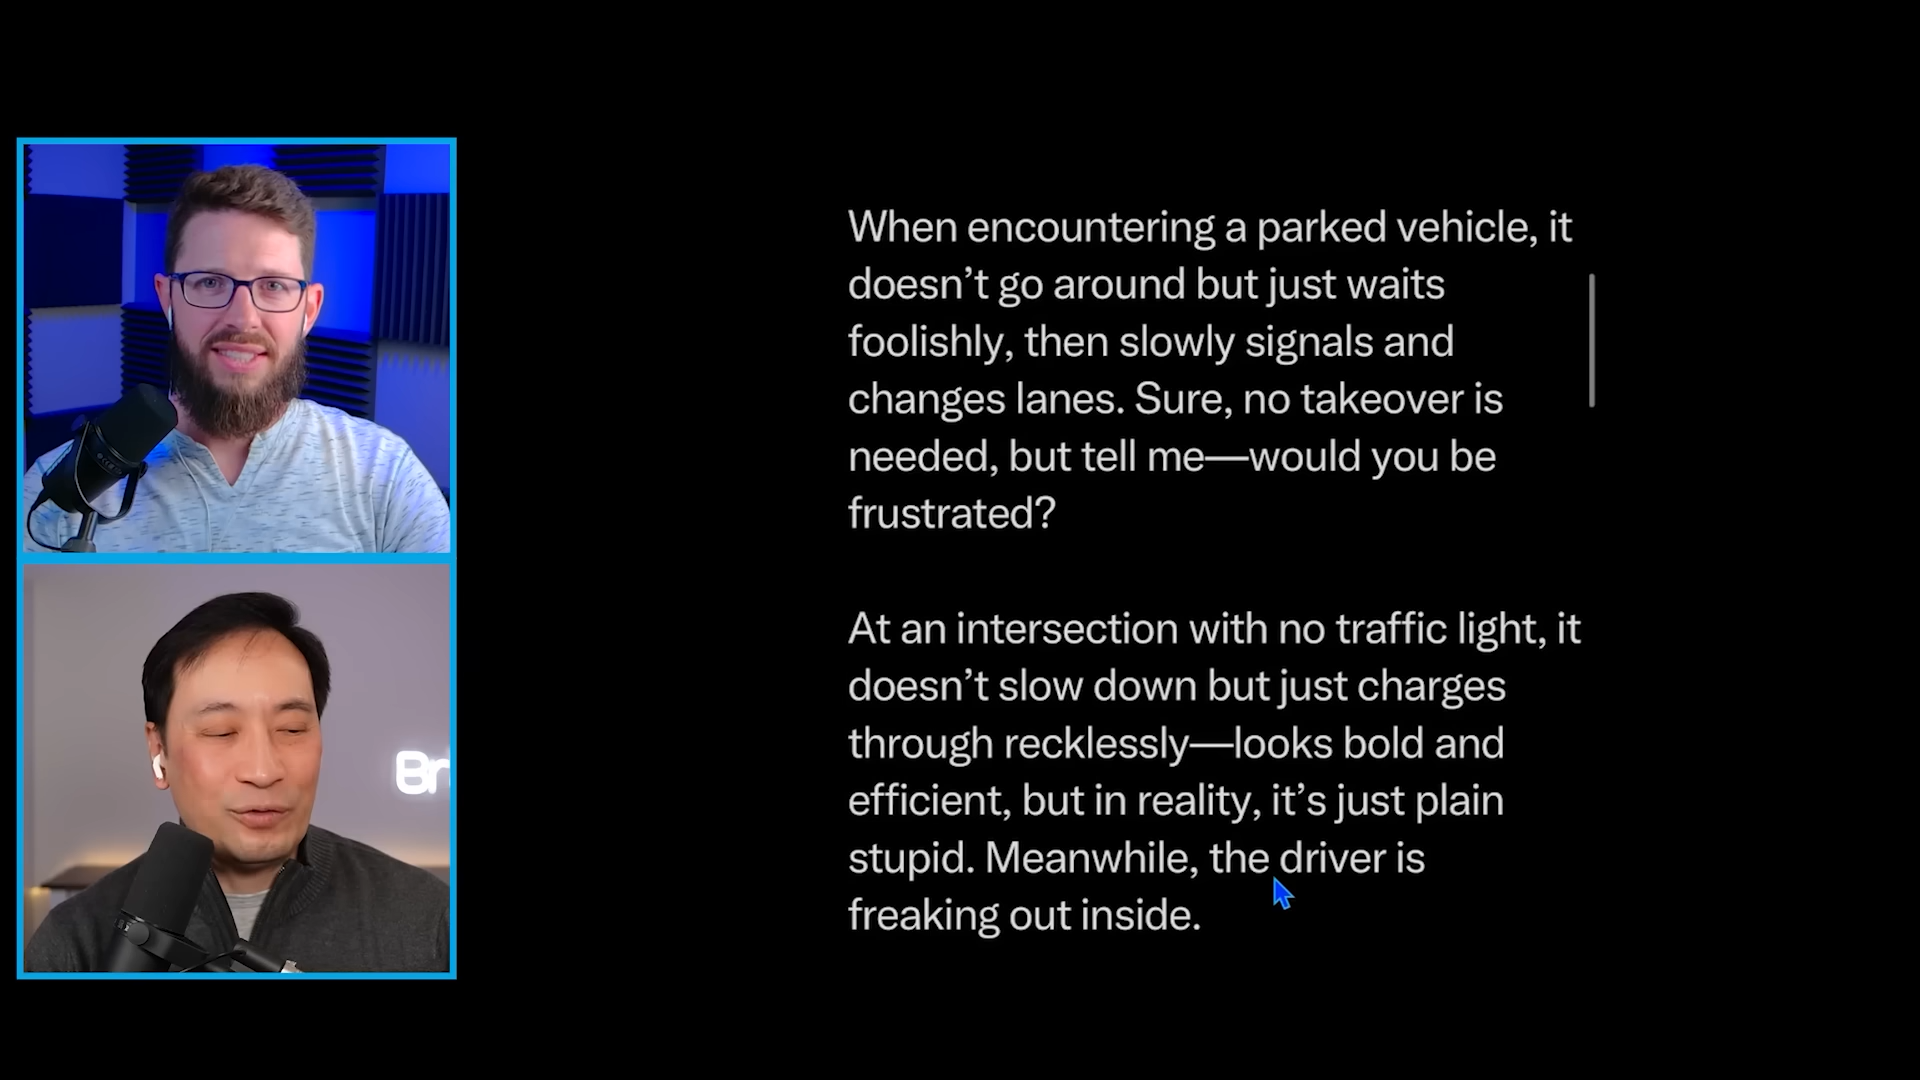 When encountering a parked vehicle, it
doesn’t go around but just waits
foolishly, then slowly signals and
changes lanes. Sure, no takeover is
needed, but tell me—would you be
frustrated?
At an intersection with no traffic light, it
doesn’t slow down but just charges
through recklessly—looks bold and
efficient, but in reality, it’s just plain
stupid. Meanwhile, the driver is
freaking out inside.